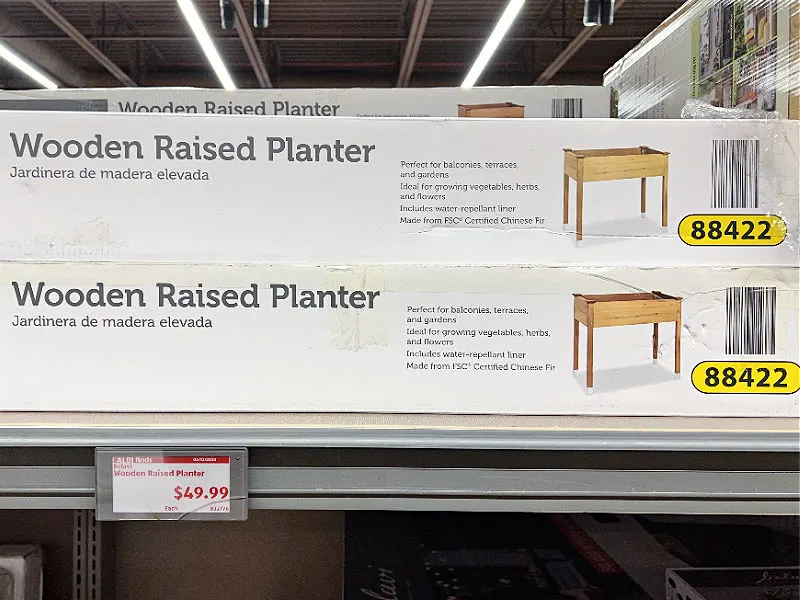 Wooden Raised Planter
Wooden Raised Planter
Jardinera de madera elevada
Perfect for balconies, terraces,
and gardens
Ideal for growing vegetables, herbs,
and flowers
Includes water-repellant liner
Made from FSC® Certified Chinese Fir
88422
Wooden Raised Planter
Jardinera de madera elevada
Perfect for balconies, terraces,
and gardens
Ideal for growing vegetables, herbs,
and flowers
Includes water-repellant liner
Made from FSC® Certified Chinese Fir
88422
ALDI finds
Belavi
Wooden Raised Planter
$49.99
Each